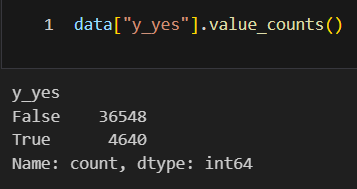 1 data["y_yes"].value_counts()
y_yes
False 36548
True 4640
Name: count, dtype: int64